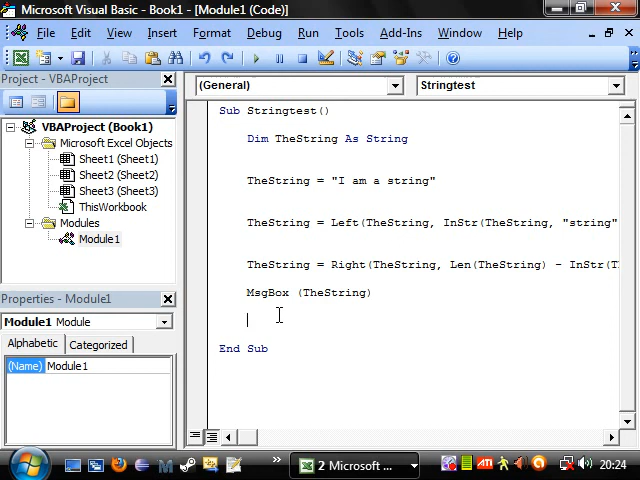 Microsoft Visual Basic - Book1 - [Module1 (Code)]
File Edit View Insert Format Debug Run Tools Add-Ins Window Help
Project - VBAProject
VBAProject (Book1)
Microsoft Excel Objects
Sheet1 (Sheet1)
Sheet2 (Sheet2)
Sheet3 (Sheet3)
ThisWorkbook
Modules
Module1
Properties - Module1
Module1 Module
Alphabetic Categorized
(Name) Module1
(General) Stringtest
Sub Stringtest()
Dim TheString As String
TheString = "I am a string"
TheString = Left(TheString, InStr(TheString, "string"
TheString = Right(TheString, Len(TheString) - InStr(T
MsgBox (TheString)
End Sub
2 Microsoft ...
ATI
20:24